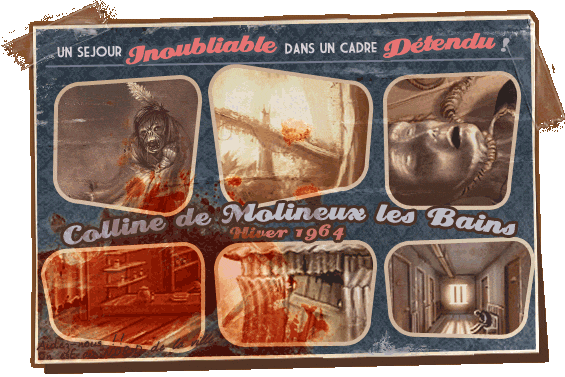 UN SEJOUR Inoubliable DANS UN CADRE Détendu !
Colline de Molineux les Bains
Hiver 1964